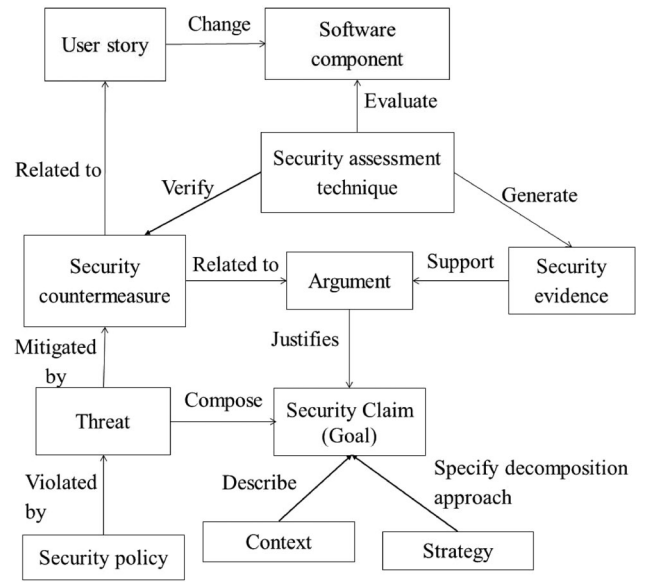 User story
Change
Software
component
Evaluate
Related to
Security assessment
technique
Verify
Generate
Security
countermeasure
Related to
Argument
Support
Security
evidence
Mitigated
by
Justifies
Threat
Compose
Security Claim
(Goal)
Violated
by
Describe
Specify decomposition
approach
Security policy
Context
Strategy